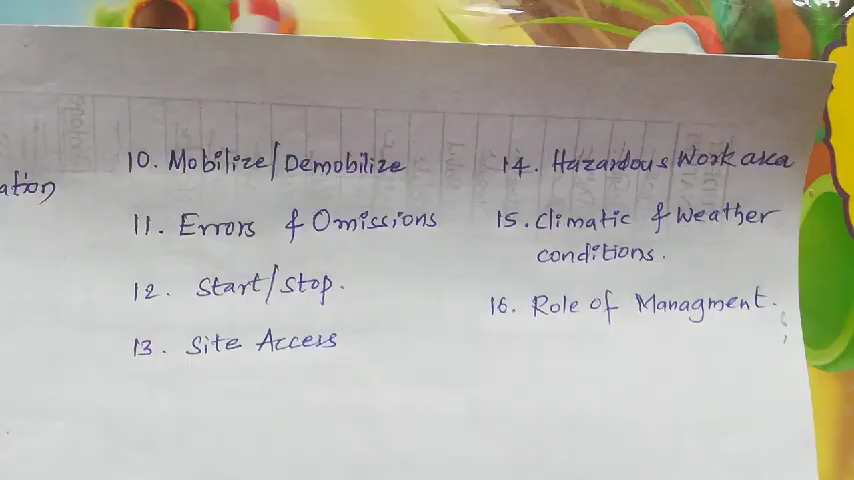 ation
10. Mobilize/Demobilize
11. Errors & Omissions
12. Start/Stop.
13. Site Access
14. Hazardous Work area
15. Climatic & Weather
conditions.
16. Role of Managment.